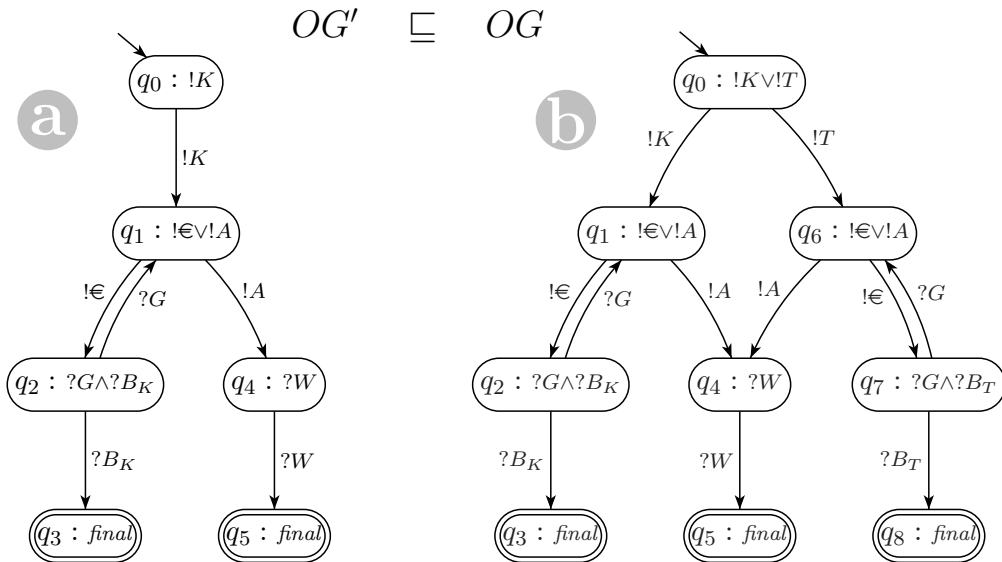 OG′ ⊑ OG
a
b
q0 : !K
q0 : !K∨!T
!K
!K
!T
q1 : !€∨!A
q1 : !€∨!A
q6 : !€∨!A
!€
?G
!A
!€
?G
!A
!A
!€
?G
q2 : ?G∧?BK
q4 : ?W
q2 : ?G∧?BK
q4 : ?W
q7 : ?G∧?BT
?BK
?W
?BK
?W
?BT
q3 : final
q5 : final
q3 : final
q5 : final
q8 : final